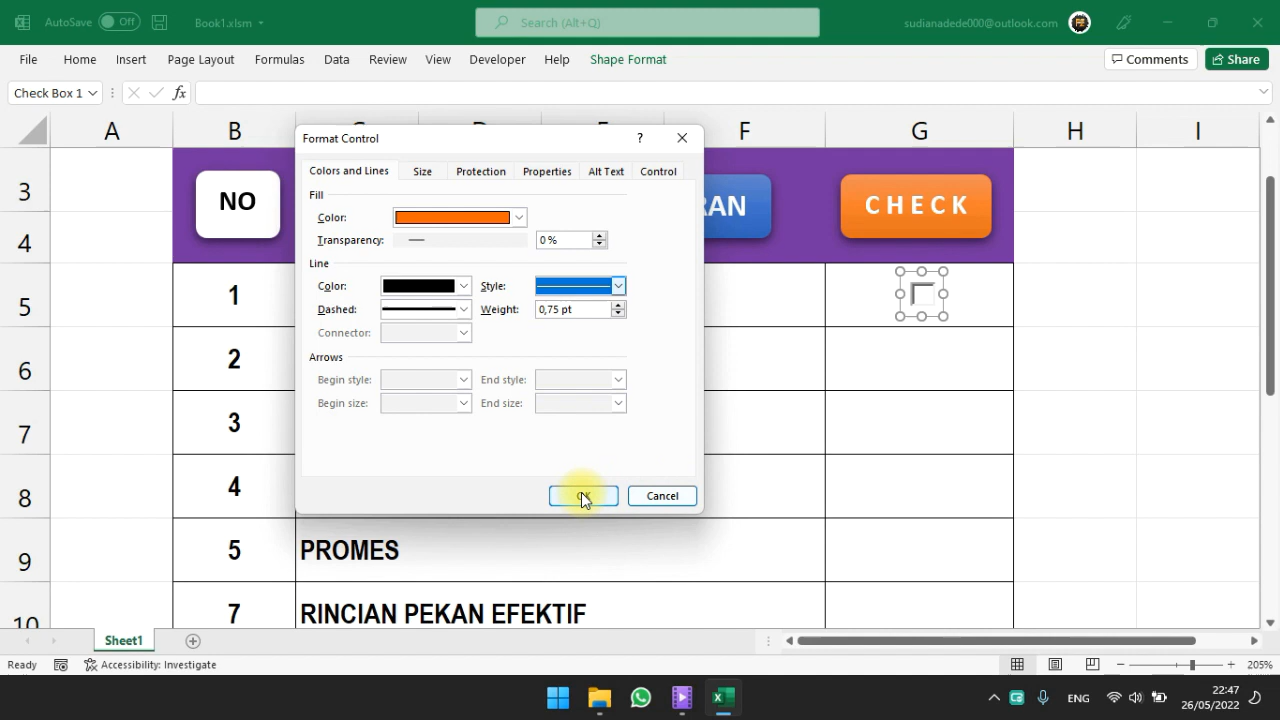 AutoSave Off Book1.xlsm Search (Alt+Q) sudianadede000@outlook.com
File Home Insert Page Layout Formulas Data Review View Developer Help Shape Format Comments Share
Check Box 1 fx
A B F G H I
Format Control ?
Colors and Lines Size Protection Properties Alt Text Control
Fill
Color:
Transparency: 0 %
Line
Color: Style:
Dashed: Weight: 0,75 pt
Connector:
Arrows
Begin style: End style:
Begin size: End size:
Cancel
3 NO CHECK
4
5 1
6 2
7 3
8 4
9 5 PROMES
10 7 RINCIAN PEKAN EFEKTIF
Sheet1
Ready Accessibility: Investigate 205%
ENG 22:47
26/05/2022